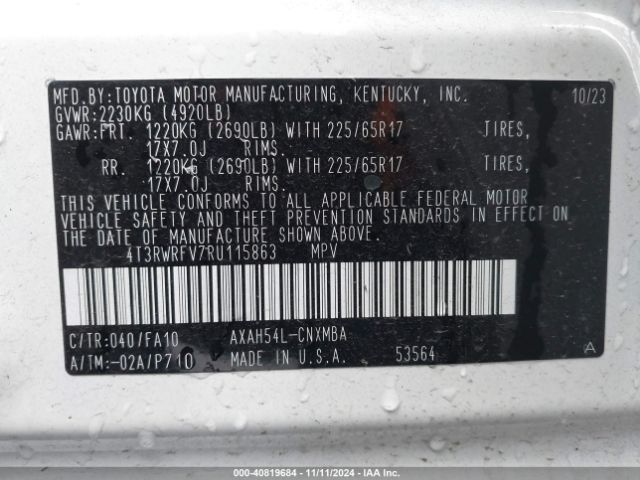 MFD.BY:TOYOTA MOTOR MANUFACTURING, KENTUCKY, INC. 10/23
GVWR:2230KG (4920LB)
GAWR:FRT. 1220KG (2690LB) WITH 225/65R17 TIRES,
17X7.0J RIMS.
RR. 1220KG (2690LB) WITH 225/65R17 TIRES,
17X7.0J RIMS.
THIS VEHICLE CONFORMS TO ALL APPLICABLE FEDERAL MOTOR
VEHICLE SAFETY AND THEFT PREVENTION STANDARDS IN EFFECT ON
THE DATE OF MANUFACTURE SHOWN ABOVE.
4T3RWRFV7RU115863 MPV
C/TR:040/FA10 AXAH54L-CNXMBA
A/TM:-02A/P710 MADE IN U.S.A. 53564 A
000-40819684 - 11/11/2024 - IAAI.COM